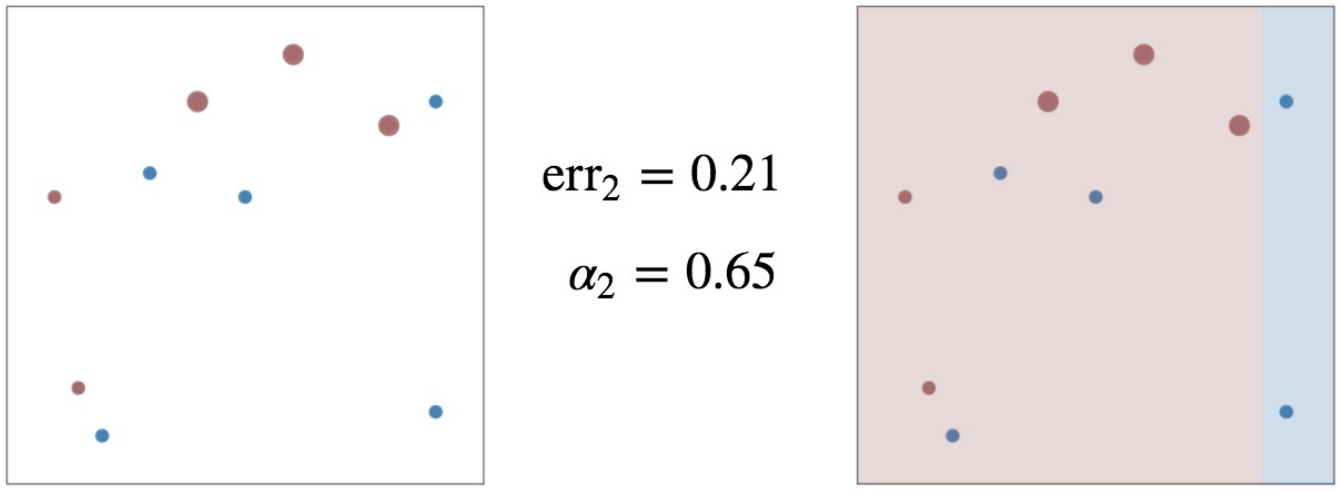 err₂ = 0.21
α₂ = 0.65